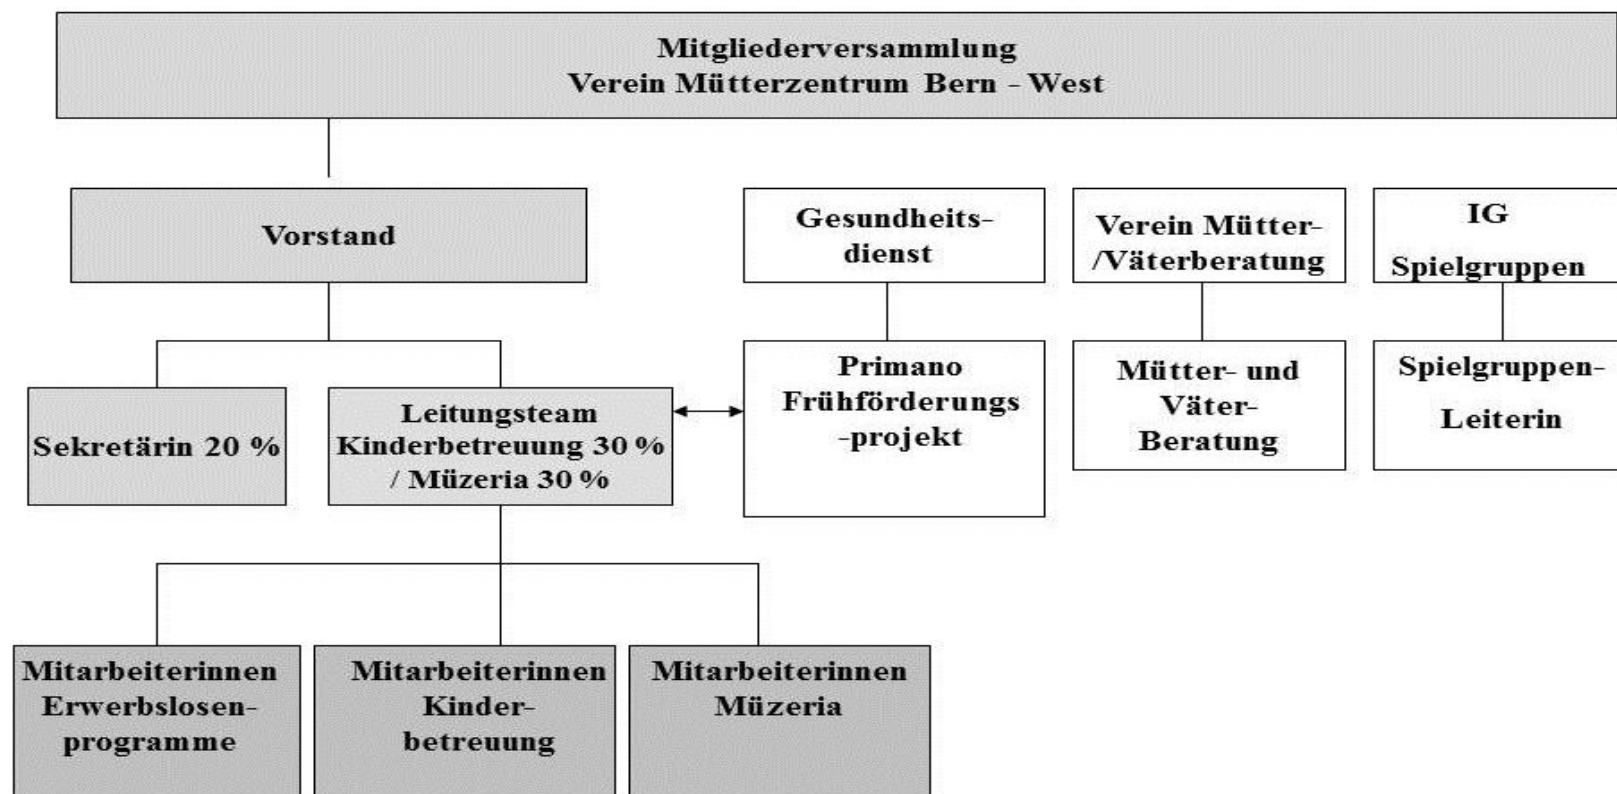 Mitgliederversammlung
Verein Mütterzentrum Bern - West
Vorstand
Gesundheits-
dienst
Verein Mütter-
/Väterberatung
IG
Spielgruppen
Sekretärin 20 %
Leitungsteam
Kinderbetreuung 30 %
/ Müzeria 30 %
Primano
Frühförderungs
-projekt
Mütter- und
Väter-
Beratung
Spielgruppen-
Leiterin
Mitarbeiterinnen
Erwerbslosen-
programme
Mitarbeiterinnen
Kinder-
betreuung
Mitarbeiterinnen
Müzeria